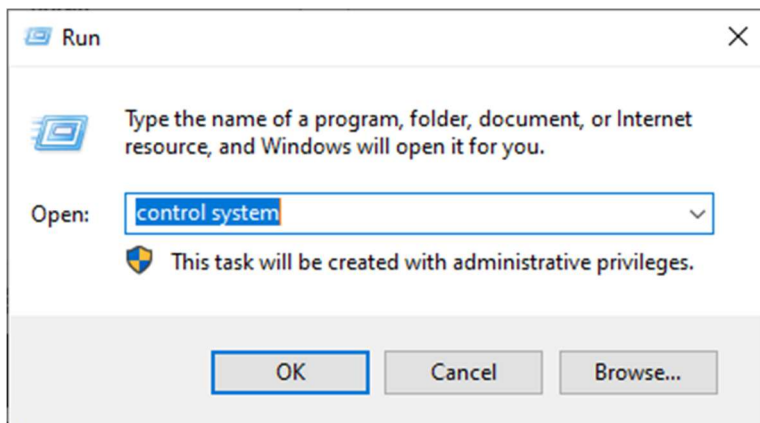 Run
Type the name of a program, folder, document, or Internet
resource, and Windows will open it for you.
Open: control system
This task will be created with administrative privileges.
OK Cancel Browse...